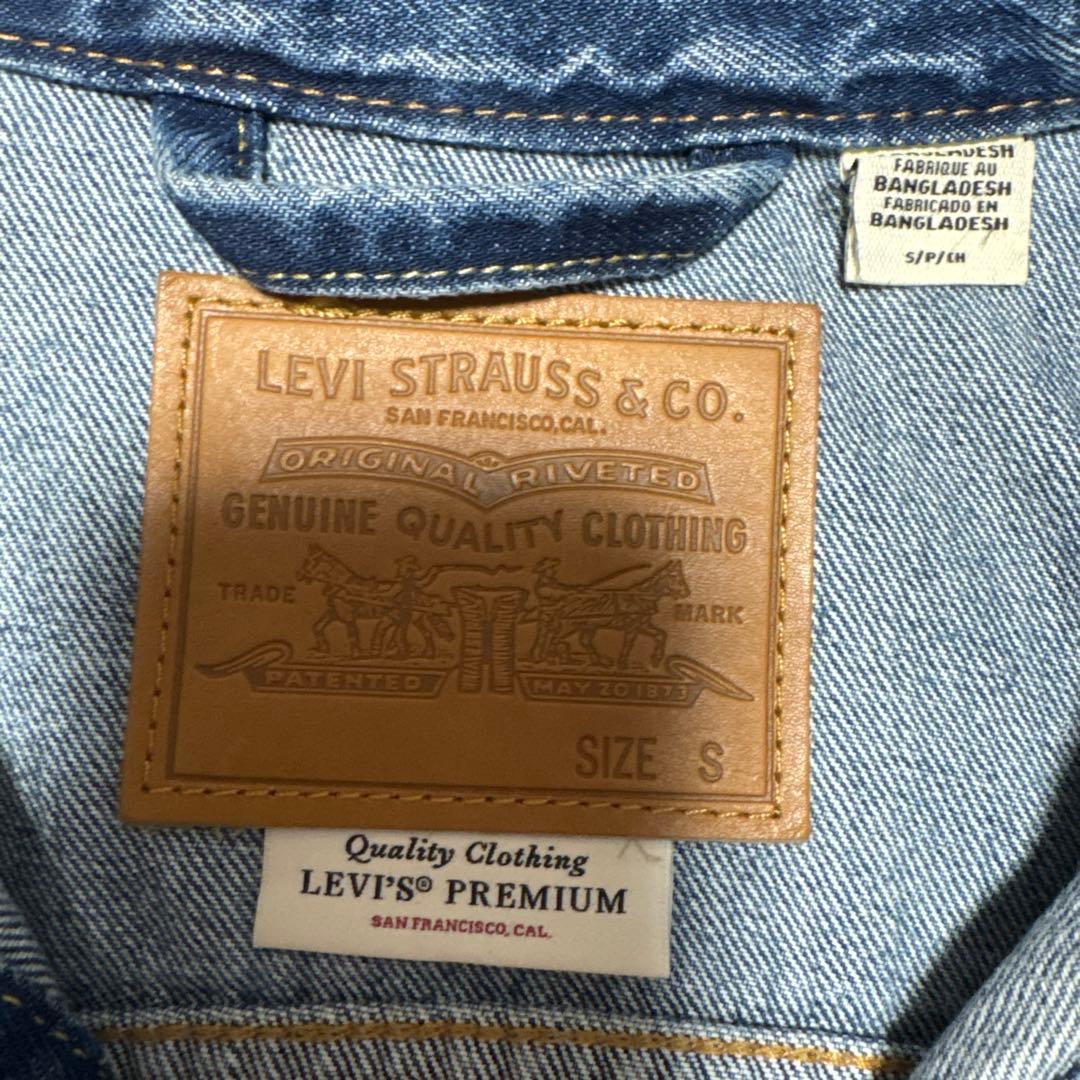 BANGLADESH
FABRIQUE AU
BANGLADESH
FABRICADO EN
BANGLADESH
S/P/CH
LEVI STRAUSS & CO.
SAN FRANCISCO, CAL.
ORIGINAL RIVETED
GENUINE QUALITY CLOTHING
TRADE MARK
PATENTED MAY 20 1873
SIZE S
Quality Clothing
LEVI'S® PREMIUM
SAN FRANCISCO, CAL.